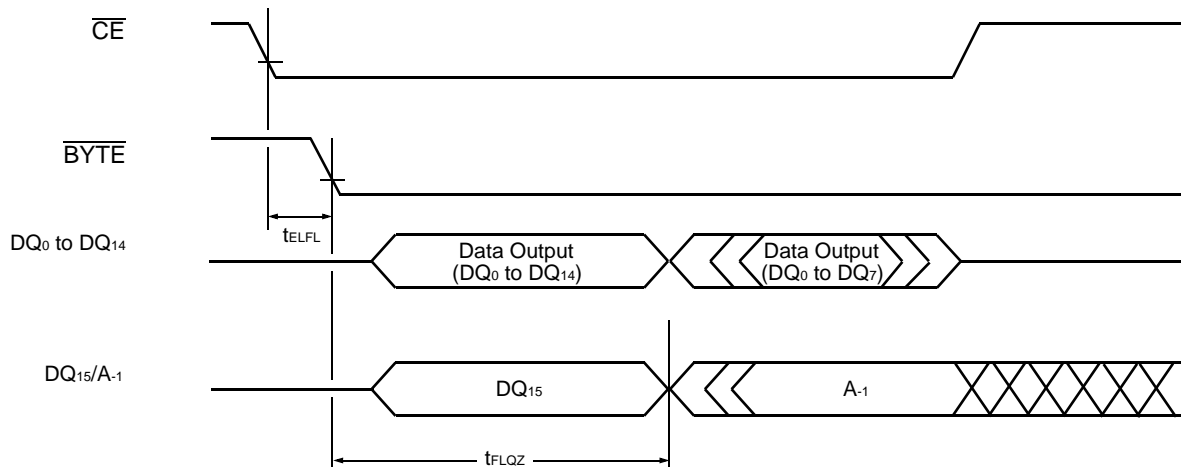 CE
BYTE
tELFL
DQ0 to DQ14
Data Output
(DQ0 to DQ14)
Data Output
(DQ0 to DQ7)
DQ15/A-1
DQ15
A-1
tFLQZ